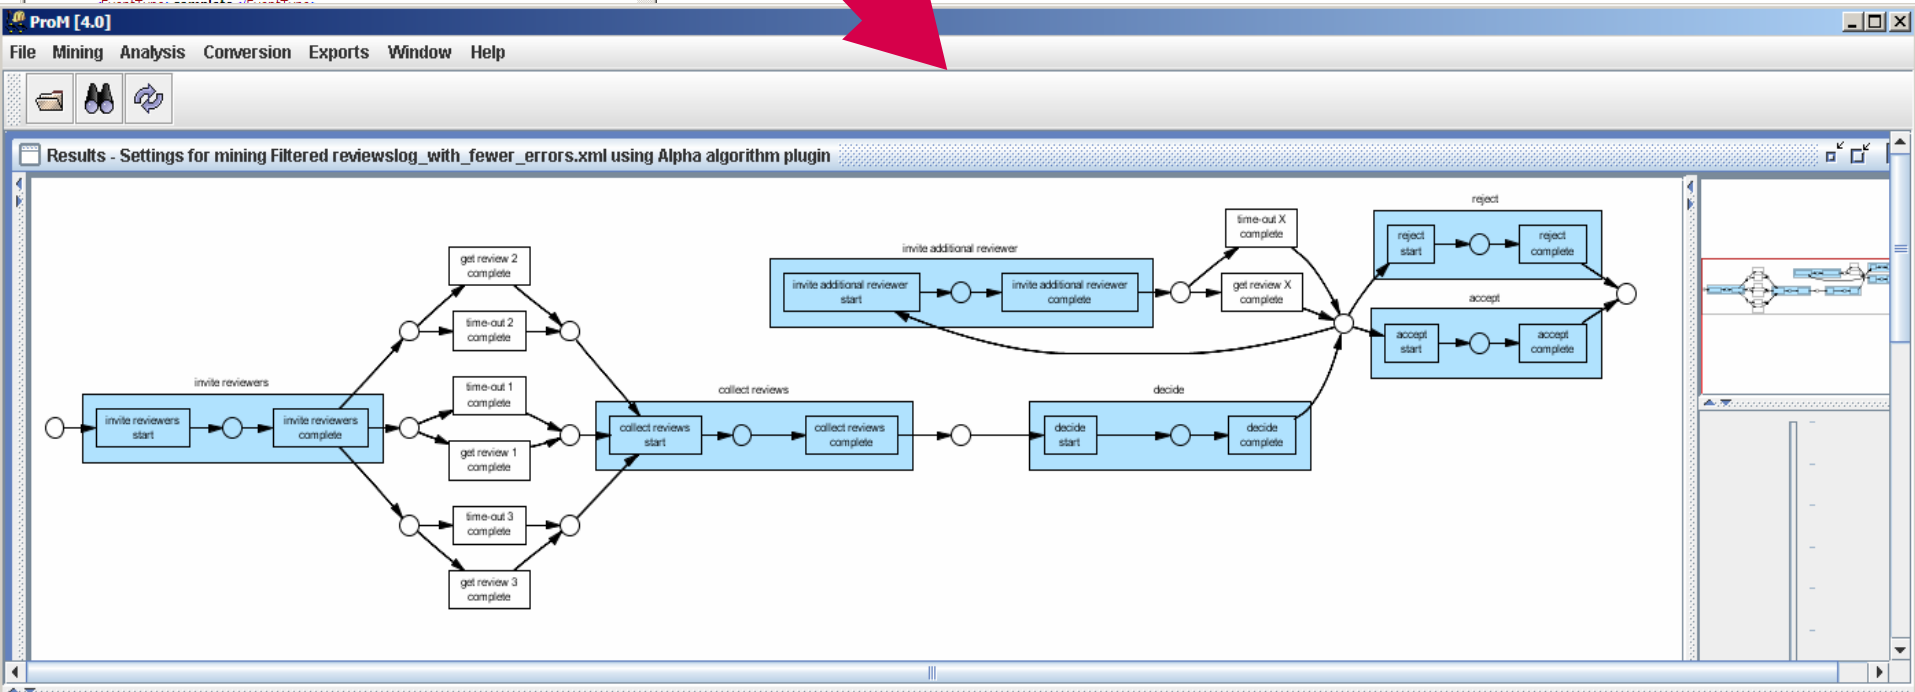 <EventType> complete </EventType>
ProM [4.0]
File Mining Analysis Conversion Exports Window Help
Results - Settings for mining Filtered reviewslog_with_fewer_errors.xml using Alpha algorithm plugin
invite reviewers
invite reviewers
start
invite reviewers
complete
get review 2
complete
time-out 2
complete
time-out 1
complete
get review 1
complete
time-out 3
complete
get review 3
complete
collect reviews
collect reviews
start
collect reviews
complete
decide
decide
start
decide
complete
invite additional reviewer
invite additional reviewer
start
invite additional reviewer
complete
time-out X
complete
get review X
complete
reject
reject
start
reject
complete
accept
accept
start
accept
complete